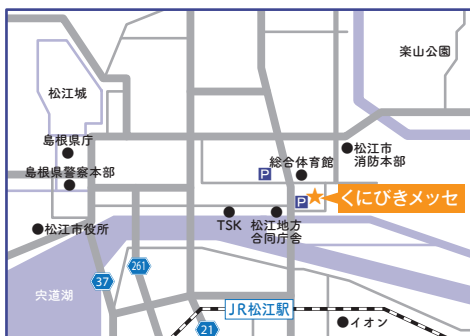 楽山公園
松江城
島根県庁
島根県警察本部
松江市
消防本部
総合体育館
P
P
くにびきメッセ
松江市役所
TSK
松江地方
合同庁舎
宍道湖
37
261
JR松江駅
21
イオン